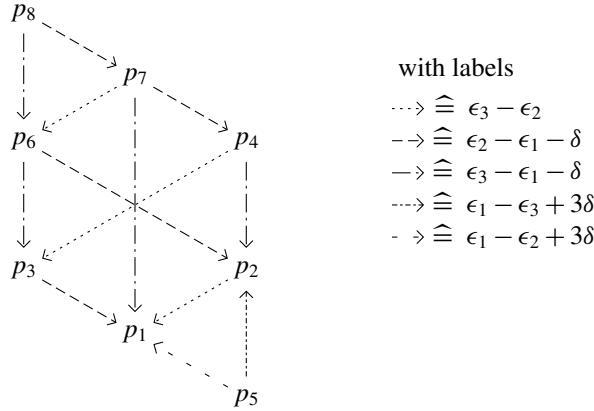 p₈
p₇
p₆ p₄
p₃ p₂
p₁
p₅
with labels
≙ ϵ₃ − ϵ₂
≙ ϵ₂ − ϵ₁ − δ
≙ ϵ₃ − ϵ₁ − δ
≙ ϵ₁ − ϵ₃ + 3δ
≙ ϵ₁ − ϵ₂ + 3δ